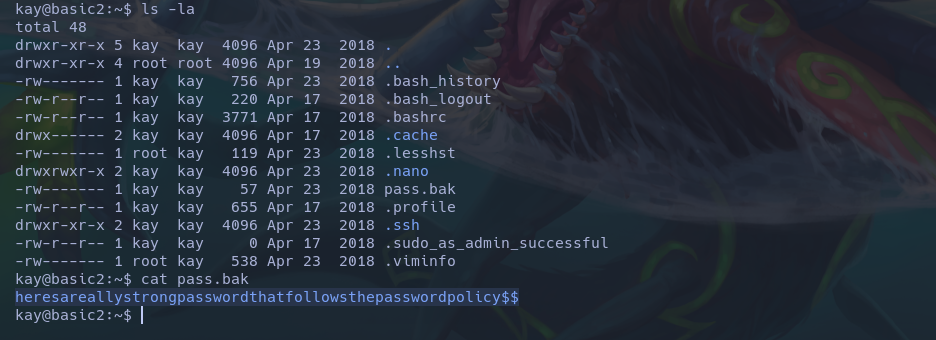 kay@basic2:~$ ls -la
total 48
drwxr-xr-x 5 kay  kay  4096 Apr 23  2018 .
drwxr-xr-x 4 root root 4096 Apr 19  2018 ..
-rw------- 1 kay  kay   756 Apr 23  2018 .bash_history
-rw-r--r-- 1 kay  kay   220 Apr 17  2018 .bash_logout
-rw-r--r-- 1 kay  kay  3771 Apr 17  2018 .bashrc
drwx------ 2 kay  kay  4096 Apr 17  2018 .cache
-rw------- 1 root kay   119 Apr 23  2018 .lesshst
drwxrwxr-x 2 kay  kay  4096 Apr 23  2018 .nano
-rw------- 1 kay  kay    57 Apr 23  2018 pass.bak
-rw-r--r-- 1 kay  kay   655 Apr 17  2018 .profile
drwxr-xr-x 2 kay  kay  4096 Apr 23  2018 .ssh
-rw-r--r-- 1 kay  kay     0 Apr 17  2018 .sudo_as_admin_successful
-rw------- 1 root kay   538 Apr 23  2018 .viminfo
kay@basic2:~$ cat pass.bak
heresareallystrongpasswordthatfollowsthepasswordpolicy$$
kay@basic2:~$